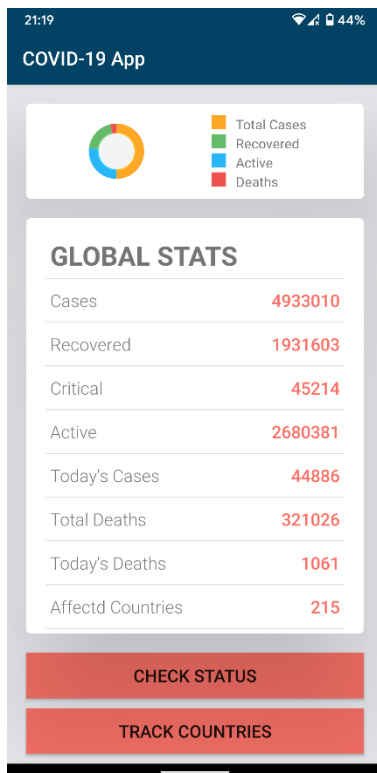 21:19 44%
COVID-19 App
Total Cases
Recovered
Active
Deaths
GLOBAL STATS
Cases 4933010
Recovered 1931603
Critical 45214
Active 2680381
Today's Cases 44886
Total Deaths 321026
Today's Deaths 1061
Affectd Countries 215
CHECK STATUS
TRACK COUNTRIES